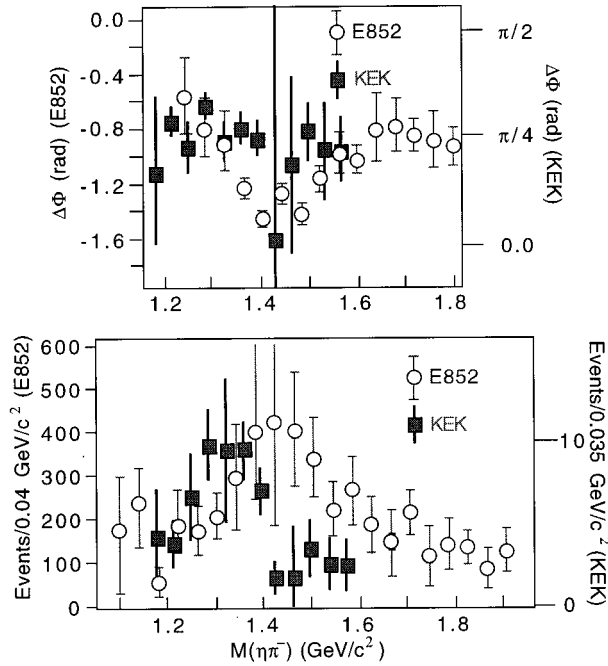 0.0
-0.4
-0.8
-1.2
-1.6
ΔΦ (rad) (E852)
E852
KEK
π/2
π/4
0.0
ΔΦ (rad) (KEK)
1.2
1.4
1.6
1.8
600
500
400
300
200
100
0
Events/0.04 GeV/c² (E852)
E852
KEK
-10
0
Events/0.035 GeV/c² (KEK)
1.2
1.4
1.6
1.8
M(ηπ⁻) (GeV/c²)